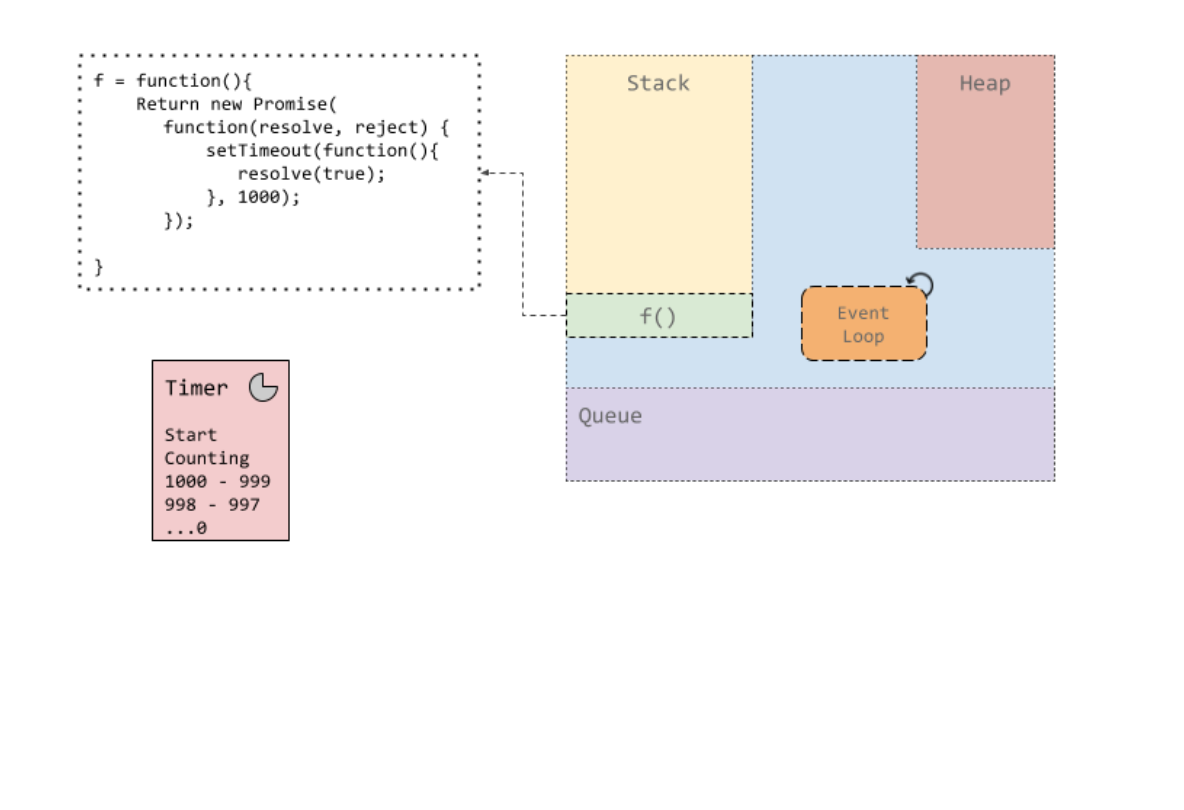 f = function(){
Return new Promise(
function(resolve, reject) {
setTimeout(function(){
resolve(true);
}, 1000);
});
}
Stack
Heap
f()
Event
Loop
Queue
Timer
Start
Counting
1000 - 999
998 - 997
...0